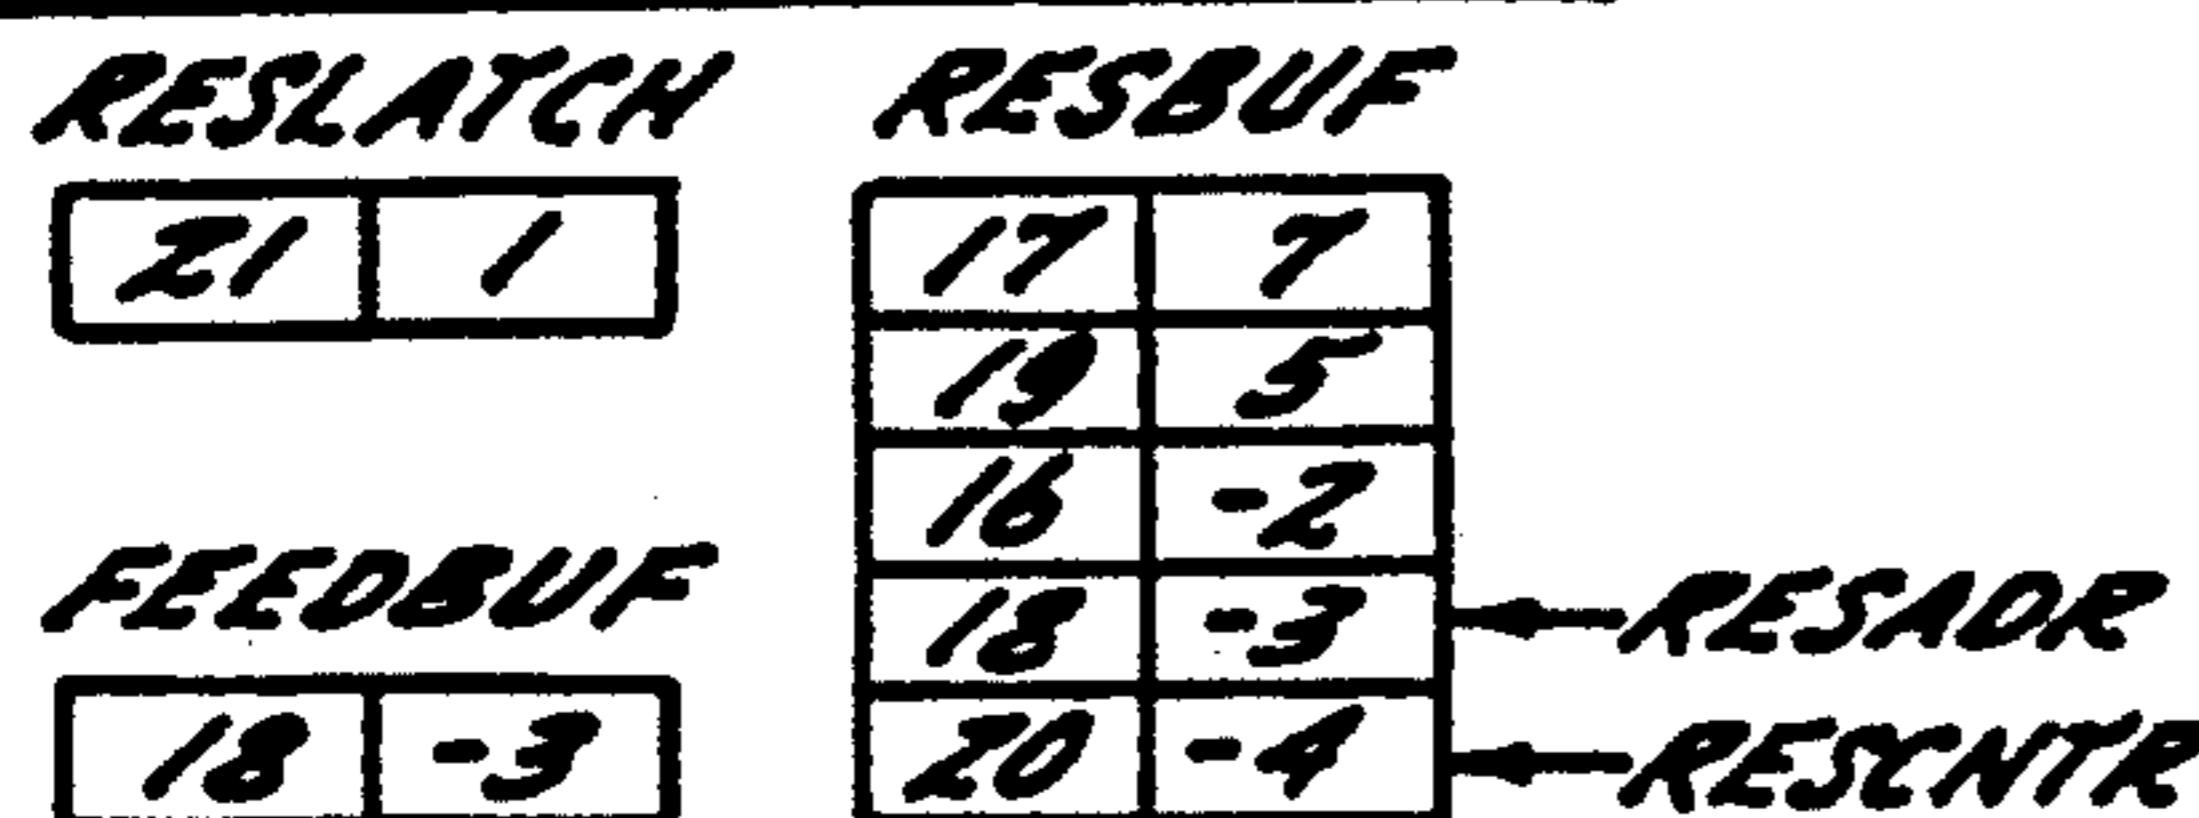 RESLATCH RESBUF
21 1 17 7
19 5
16 -2
FEEDBUF
18 -3 RESADR
18 -3 20 -4 RESCNTR